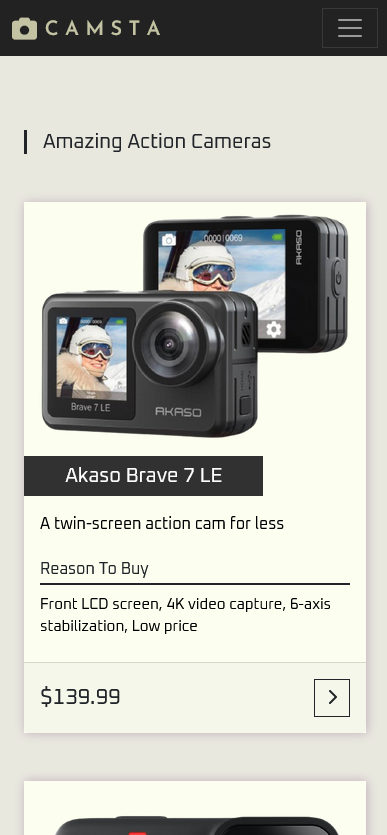 CAMSTA
Amazing Action Cameras
0000|0069
AKASO
Brave 7 LE
AKASO
Akaso Brave 7 LE
A twin-screen action cam for less
Reason To Buy
Front LCD screen, 4K video capture, 6-axis
stabilization, Low price
$139.99